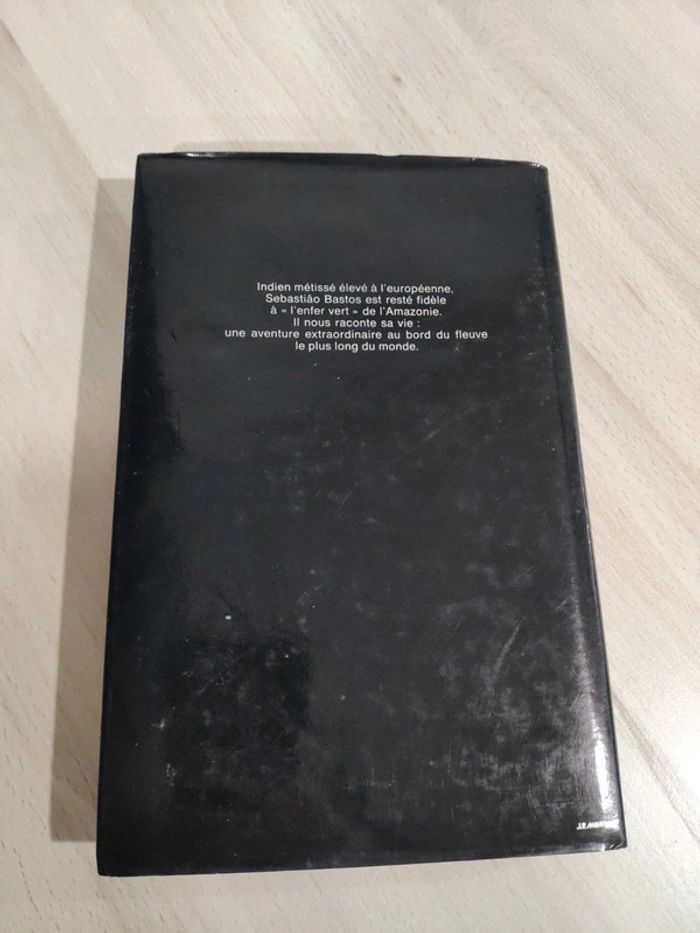 Indien métissé élevé à l'européenne,
Sebastião Bastos est resté fidèle
à « l'enfer vert » de l'Amazonie.
Il nous raconte sa vie :
une aventure extraordinaire au bord du fleuve
le plus long du monde.